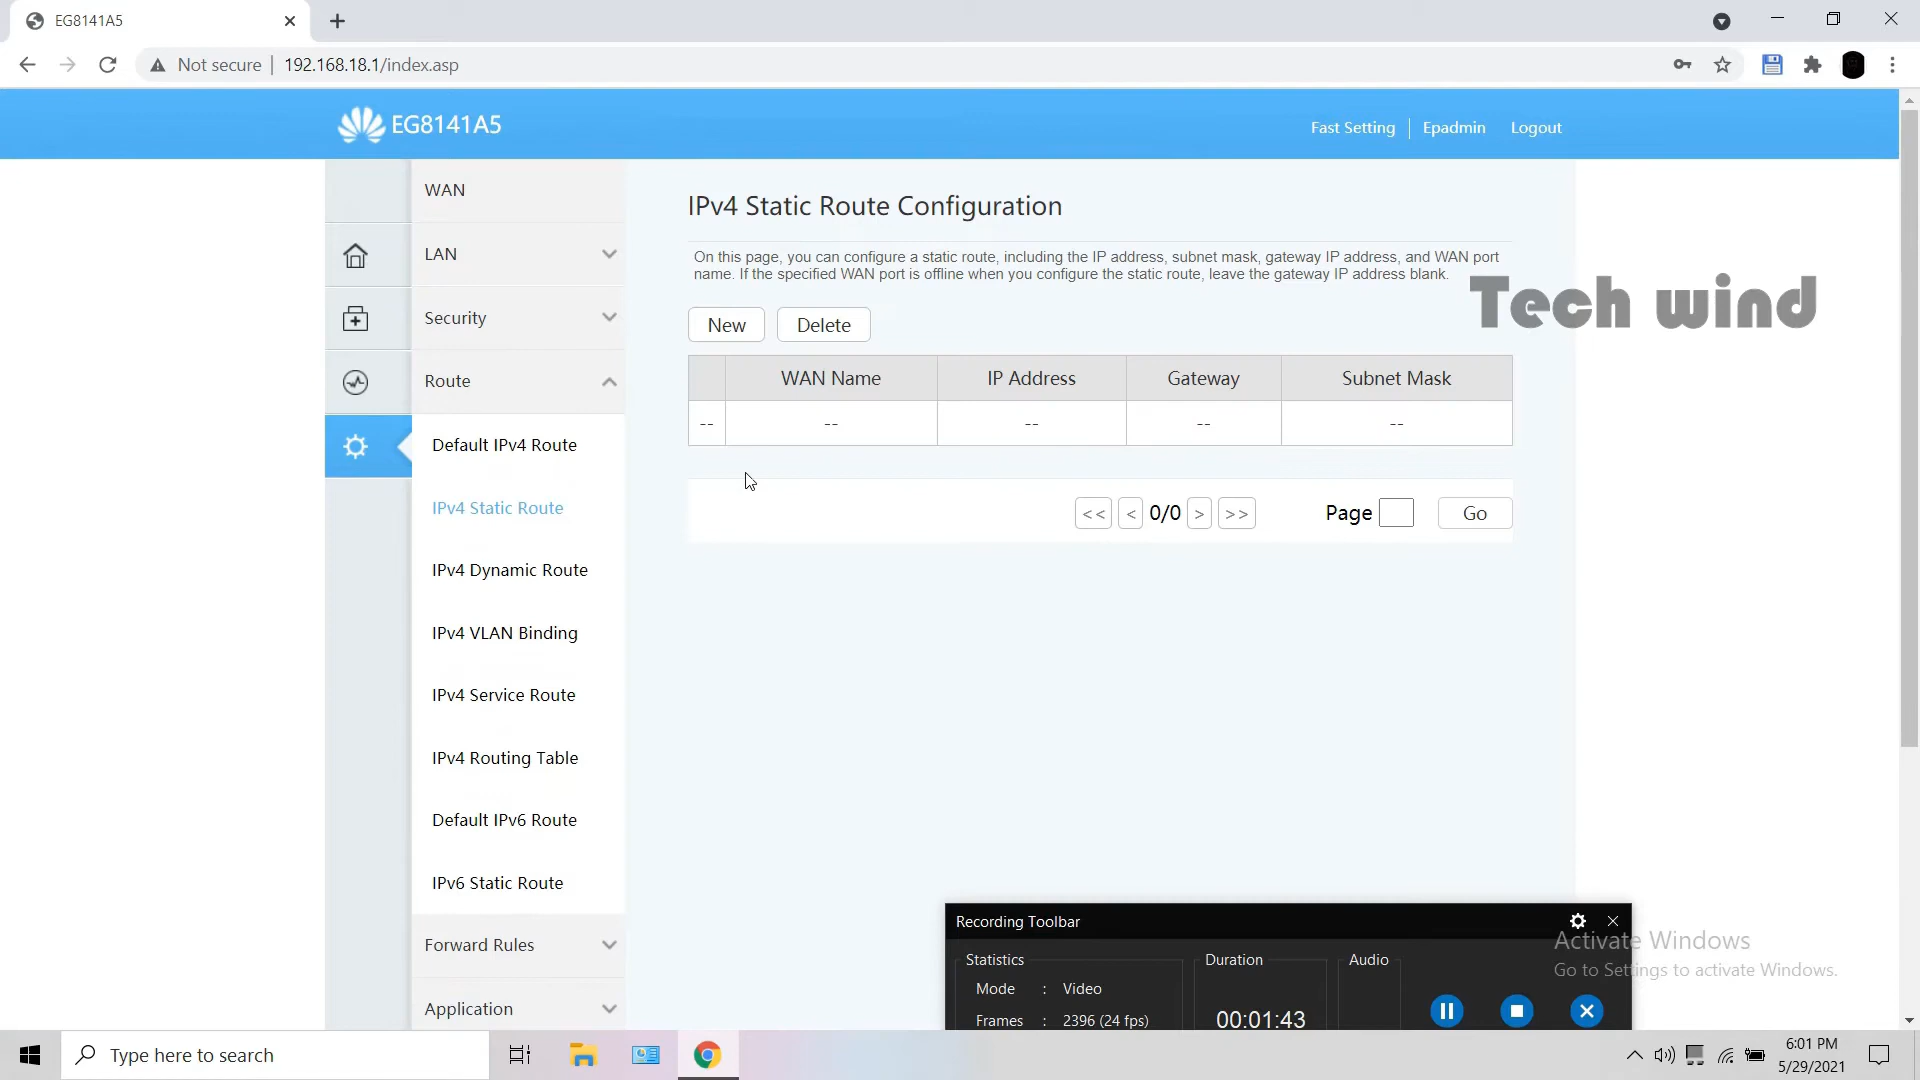 EG8141A5
Not secure
192.168.18.1/index.asp
EG8141A5
Fast Setting
Epadmin
Logout
WAN
LAN
Security
Route
Default IPv4 Route
IPv4 Static Route
IPv4 Dynamic Route
IPv4 VLAN Binding
IPv4 Service Route
IPv4 Routing Table
Default IPv6 Route
IPv6 Static Route
Forward Rules
Application
IPv4 Static Route Configuration
On this page, you can configure a static route, including the IP address, subnet mask, gateway IP address, and WAN port
name. If the specified WAN port is offline when you configure the static route, leave the gateway IP address blank.
Tech wind
New Delete
WAN Name IP Address Gateway Subnet Mask
-- -- -- -- --
<< < 0/0 > >> Page Go
Recording Toolbar
Statistics Duration Audio
Mode : Video
Frames : 2396 (24 fps)
00:01:43
Activate Windows
Go to Settings to activate Windows.
Type here to search
6:01 PM
5/29/2021